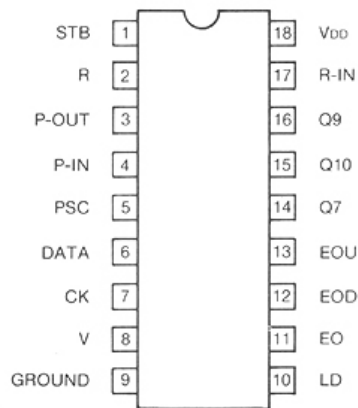 STB 1 18 VDD
R 2 17 R-IN
P-OUT 3 16 Q9
P-IN 4 15 Q10
PSC 5 14 Q7
DATA 6 13 EOU
CK 7 12 EOD
V 8 11 EO
GROUND 9 10 LD